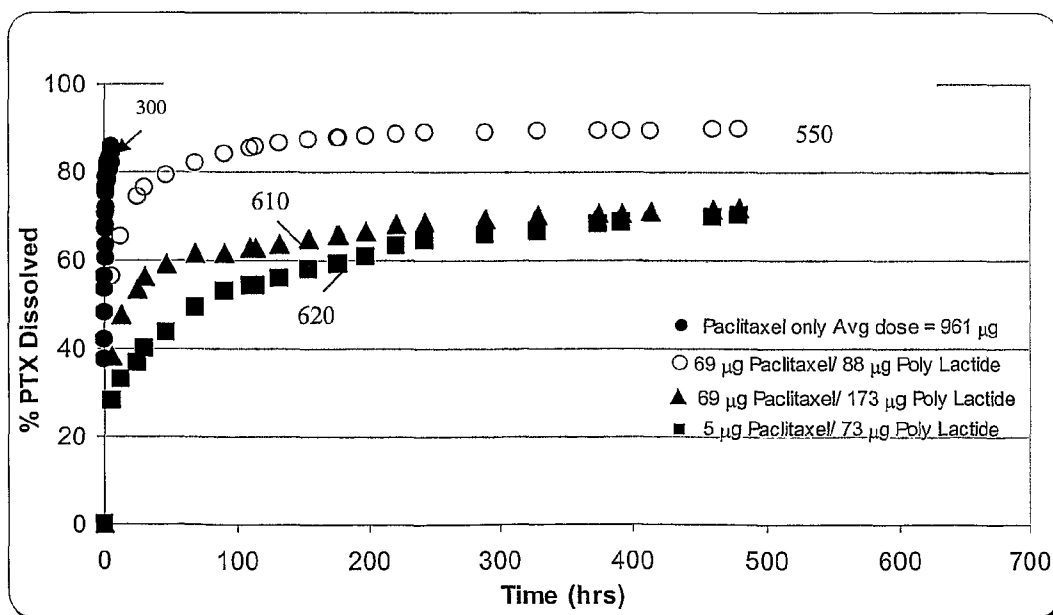 100
300
80
550
610
% PTX Dissolved
60
620
● Paclitaxel only Avg dose = 961 µg
40
○ 69 µg Paclitaxel/ 88 µg Poly Lactide
▲ 69 µg Paclitaxel/ 173 µg Poly Lactide
■ 5 µg Paclitaxel/ 73 µg Poly Lactide
20
0
0 100 200 300 400 500 600 700
Time (hrs)